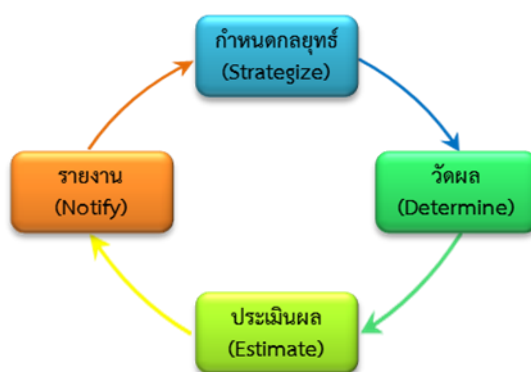 กำหนดกลยุทธ์
(Strategize)
วัดผล
(Determine)
ประเมินผล
(Estimate)
รายงาน
(Notify)